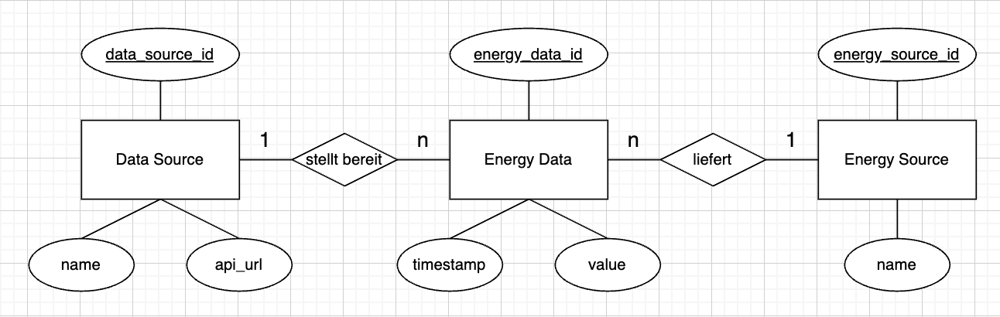 data_source_id
energy_data_id
energy_source_id
1
n
n
1
Data Source
stellt bereit
Energy Data
liefert
Energy Source
name
api_url
timestamp
value
name